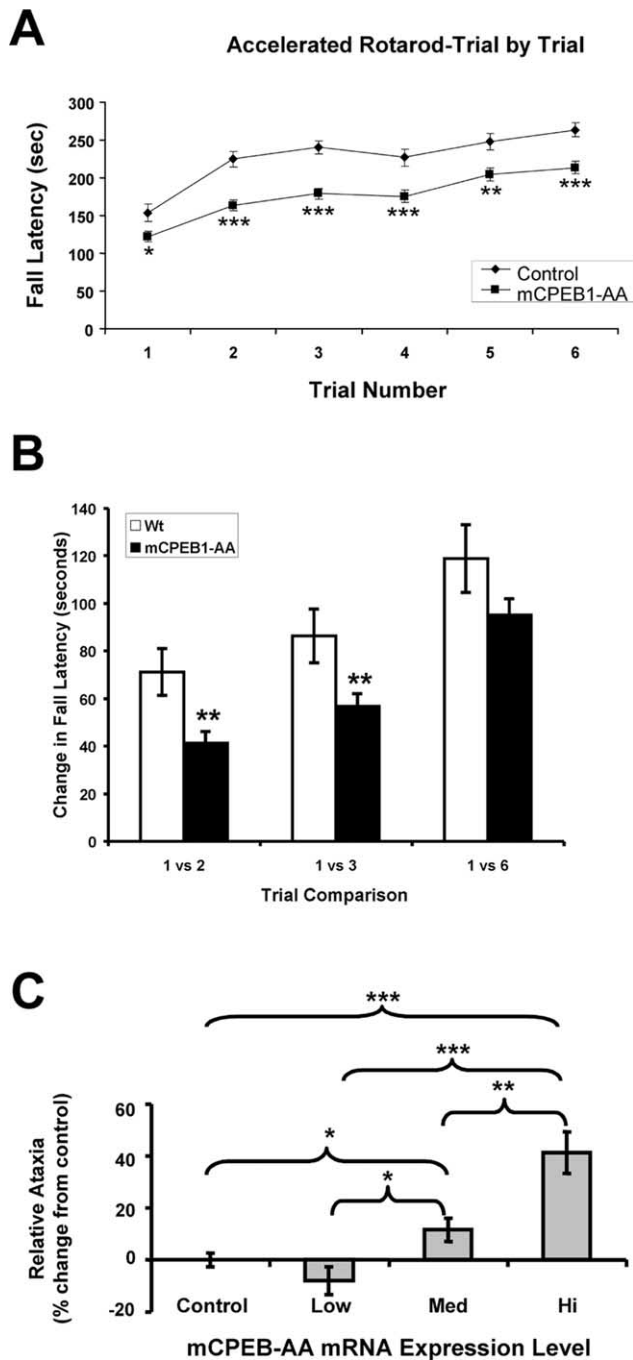 A
Accelerated Rotarod-Trial by Trial
Fall Latency (sec)
300
250
200
150
100
50
0
*
***
***
***
**
***
Control
mCPEB1-AA
1 2 3 4 5 6
Trial Number
B
Change in Fall Latency (seconds)
140
120
100
80
60
40
20
0
Wt
mCPEB1-AA
**
**
1 vs 2 1 vs 3 1 vs 6
Trial Comparison
C
***
***
**
*
*
Relative Ataxia
(% change from control)
60
40
20
0
-20
Control Low Med Hi
mCPEB-AA mRNA Expression Level